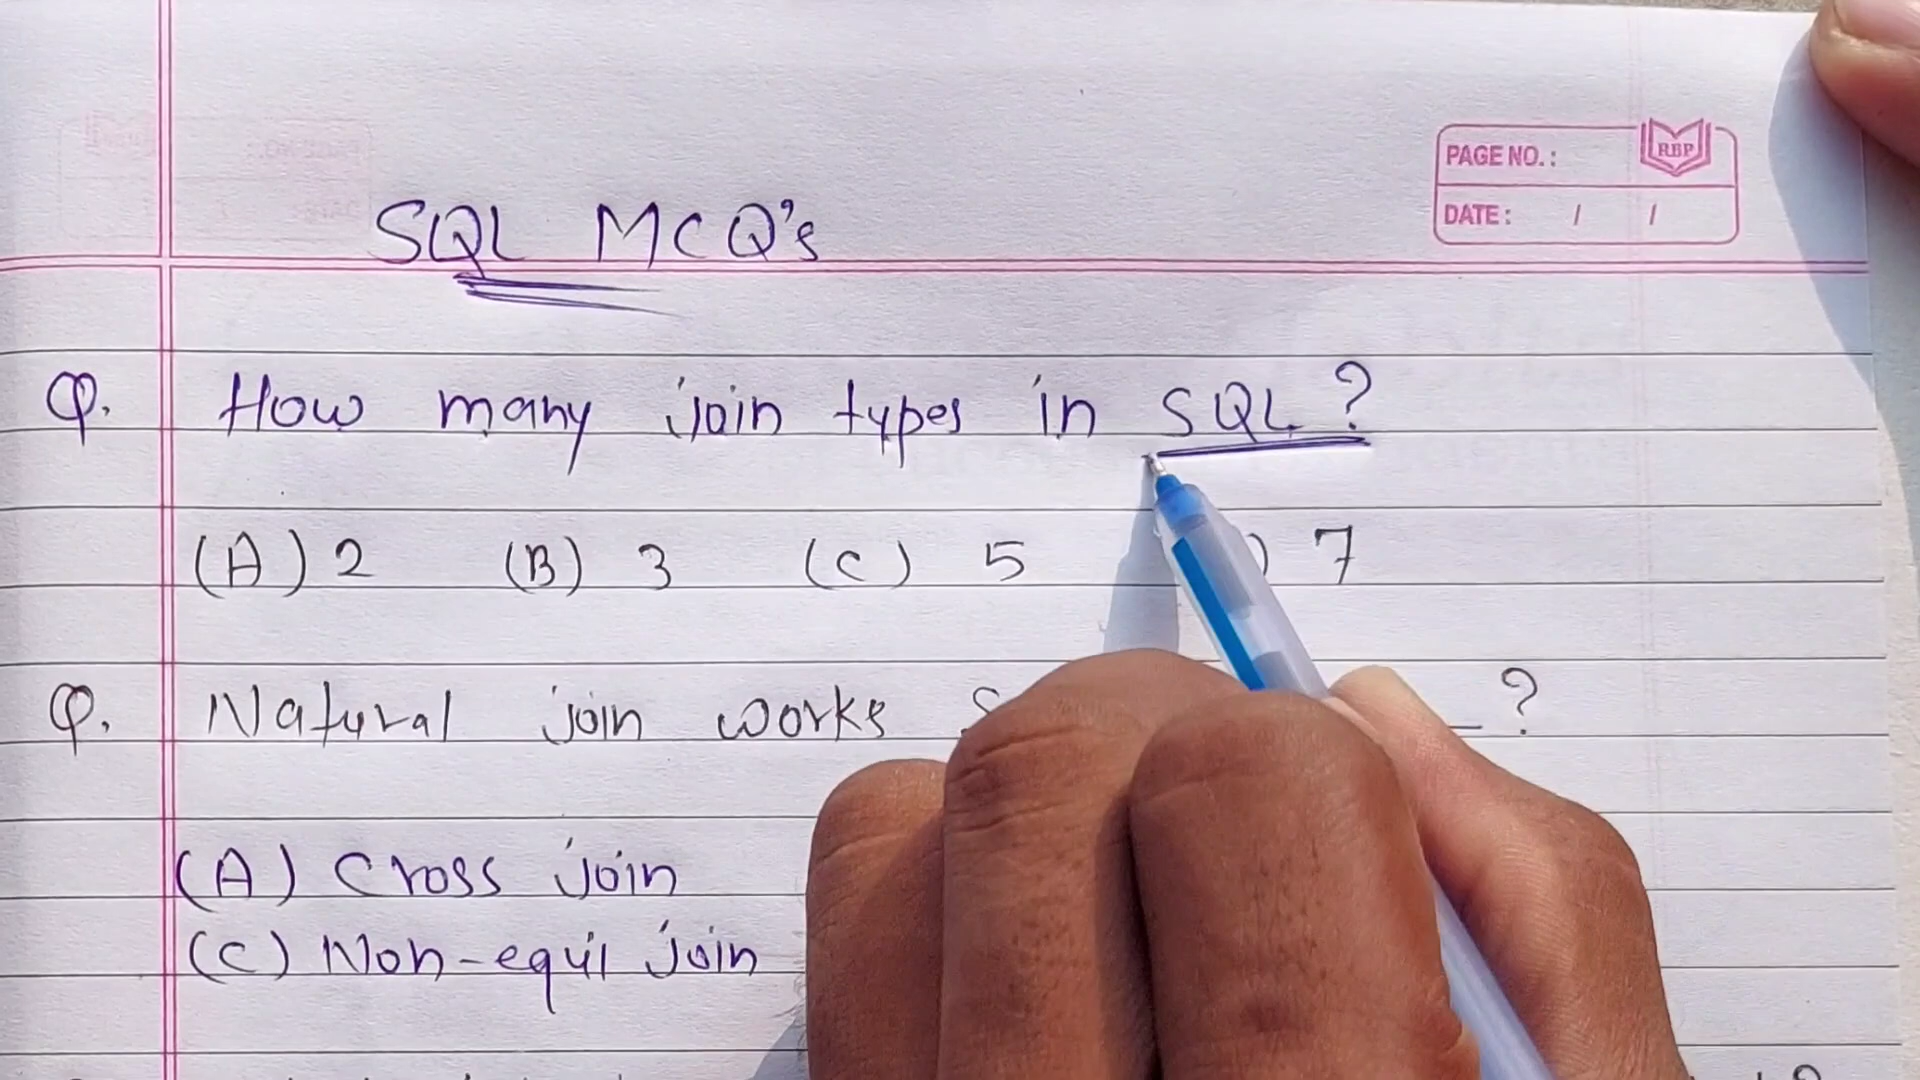 PAGE NO. :
RBP
DATE : / /
SQL MCQ's
Q. How many join types in SQL ?
(A) 2 (B) 3 (C) 5 ) 7
Q. Natural join works ?
(A) Cross join
(C) Non-equi join